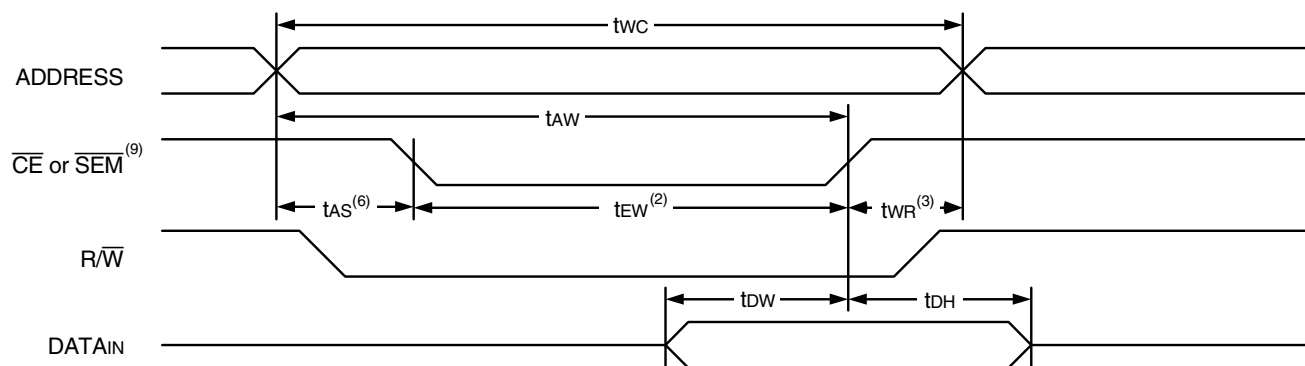 tWC
ADDRESS
tAW
CE or SEM(9)
tAS(6)
tEW(2)
tWR(3)
R/W
tDW
tDH
DATAIN